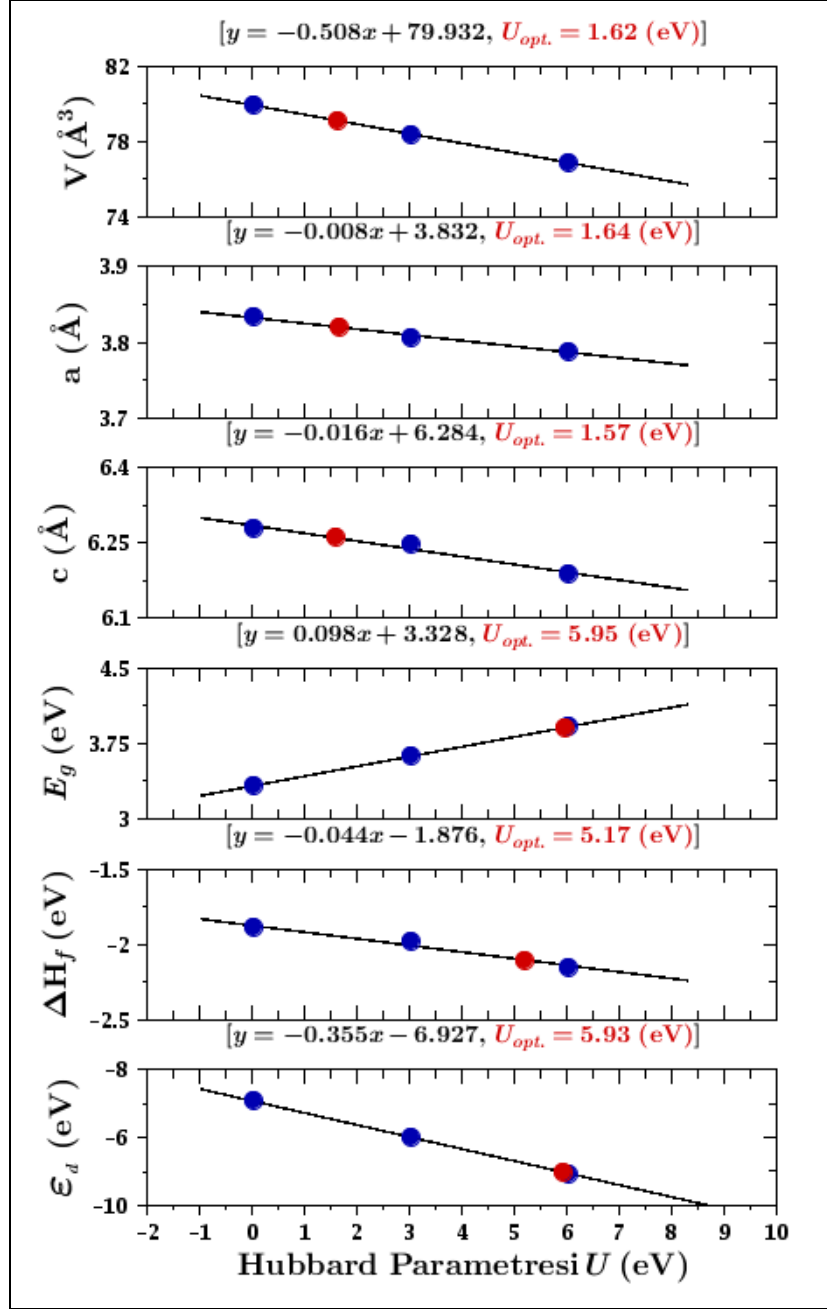 [y = −0.508x + 79.932, U_opt. = 1.62 (eV)]
82
78
74
V(Å³)
[y = −0.008x + 3.832, U_opt. = 1.64 (eV)]
3.9
3.8
3.7
a (Å)
[y = −0.016x + 6.284, U_opt. = 1.57 (eV)]
6.4
6.25
6.1
c (Å)
[y = 0.098x + 3.328, U_opt. = 5.95 (eV)]
4.5
3.75
3
E_g (eV)
[y = −0.044x − 1.876, U_opt. = 5.17 (eV)]
−1.5
−2
−2.5
ΔH_f (eV)
[y = −0.355x − 6.927, U_opt. = 5.93 (eV)]
−8
−6
−10
ε_d (eV)
−2 −1 0 1 2 3 4 5 6 7 8 9 10
Hubbard Parametresi U (eV)